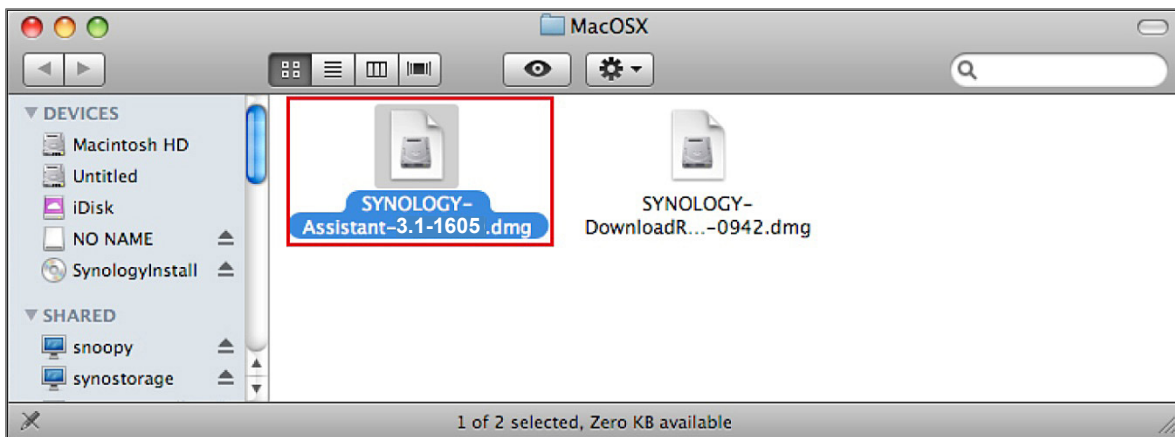 MacOSX
DEVICES
Macintosh HD
Untitled
iDisk
NO NAME
SynologyInstall
SHARED
snoopy
synostorage
SYNOLOGY-
Assistant-3.1-1605 .dmg
SYNOLOGY-
DownloadR...-0942.dmg
1 of 2 selected, Zero KB available